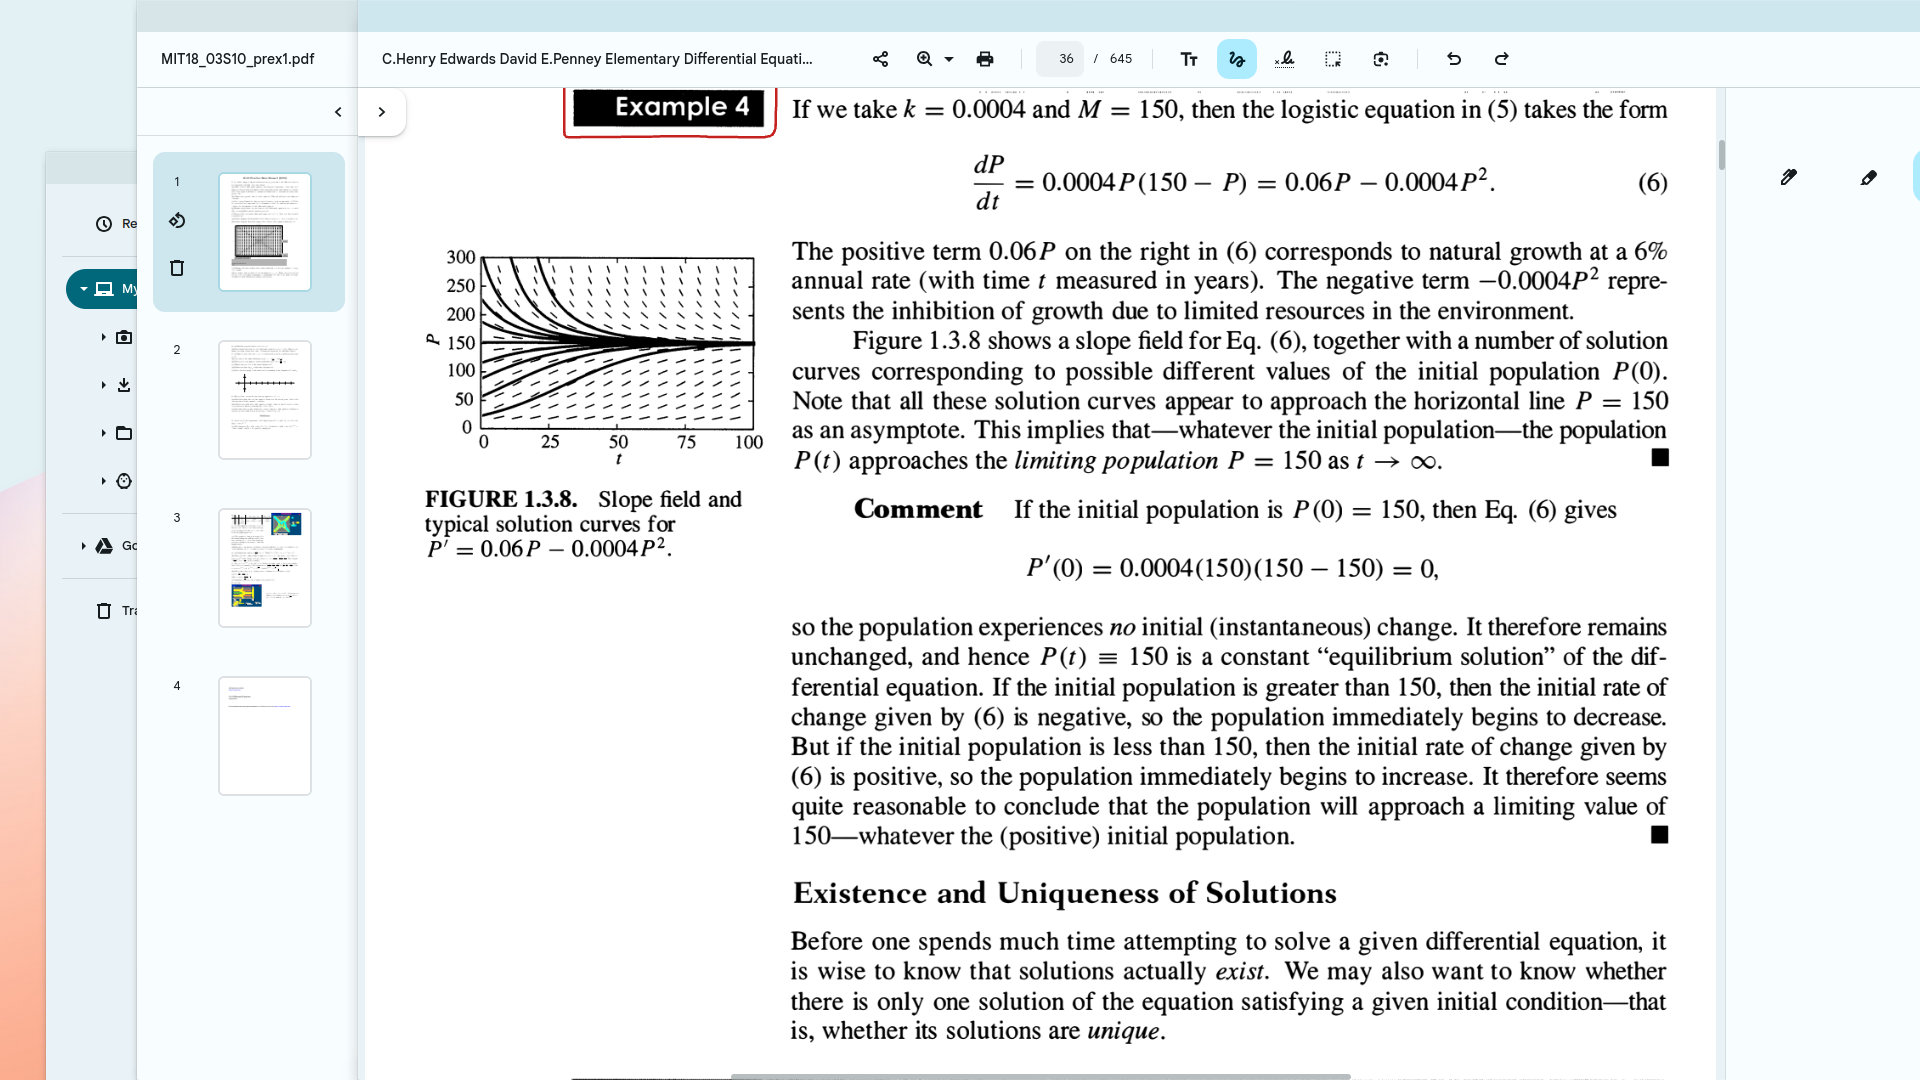 MIT18_03S10_prex1.pdf
C.Henry Edwards David E.Penney Elementary Differential Equati...
36 / 645
Re
My
Go
Tra
1
2
3
4
Example 4
If we take k = 0.0004 and M = 150, then the logistic equation in (5) takes the form
dP/dt = 0.0004P(150 − P) = 0.06P − 0.0004P². (6)
The positive term 0.06P on the right in (6) corresponds to natural growth at a 6%
annual rate (with time t measured in years). The negative term −0.0004P² repre-
sents the inhibition of growth due to limited resources in the environment.
Figure 1.3.8 shows a slope field for Eq. (6), together with a number of solution
curves corresponding to possible different values of the initial population P(0).
Note that all these solution curves appear to approach the horizontal line P = 150
as an asymptote. This implies that—whatever the initial population—the population
P(t) approaches the limiting population P = 150 as t → ∞.
300
250
200
150
100
50
0
P
0 25 50 75 100
t
FIGURE 1.3.8. Slope field and
typical solution curves for
P′ = 0.06P − 0.0004P².
Comment If the initial population is P(0) = 150, then Eq. (6) gives
P′(0) = 0.0004(150)(150 − 150) = 0,
so the population experiences no initial (instantaneous) change. It therefore remains
unchanged, and hence P(t) ≡ 150 is a constant “equilibrium solution” of the dif-
ferential equation. If the initial population is greater than 150, then the initial rate of
change given by (6) is negative, so the population immediately begins to decrease.
But if the initial population is less than 150, then the initial rate of change given by
(6) is positive, so the population immediately begins to increase. It therefore seems
quite reasonable to conclude that the population will approach a limiting value of
150—whatever the (positive) initial population.
Existence and Uniqueness of Solutions
Before one spends much time attempting to solve a given differential equation, it
is wise to know that solutions actually exist. We may also want to know whether
there is only one solution of the equation satisfying a given initial condition—that
is, whether its solutions are unique.